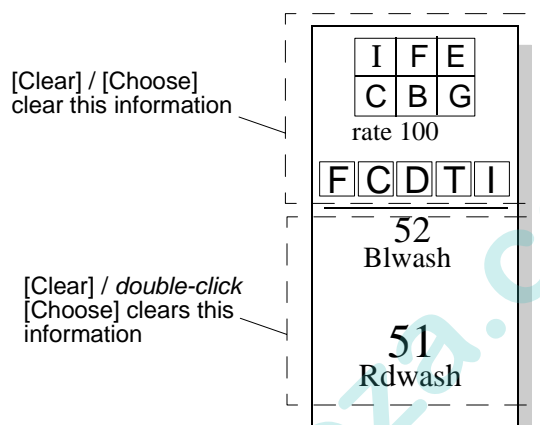 [Clear] / [Choose]
clear this information
I F E
C B G
rate 100
F C D T I
52
Blwash
[Clear] / double-click
[Choose] clears this
information
51
Rdwash